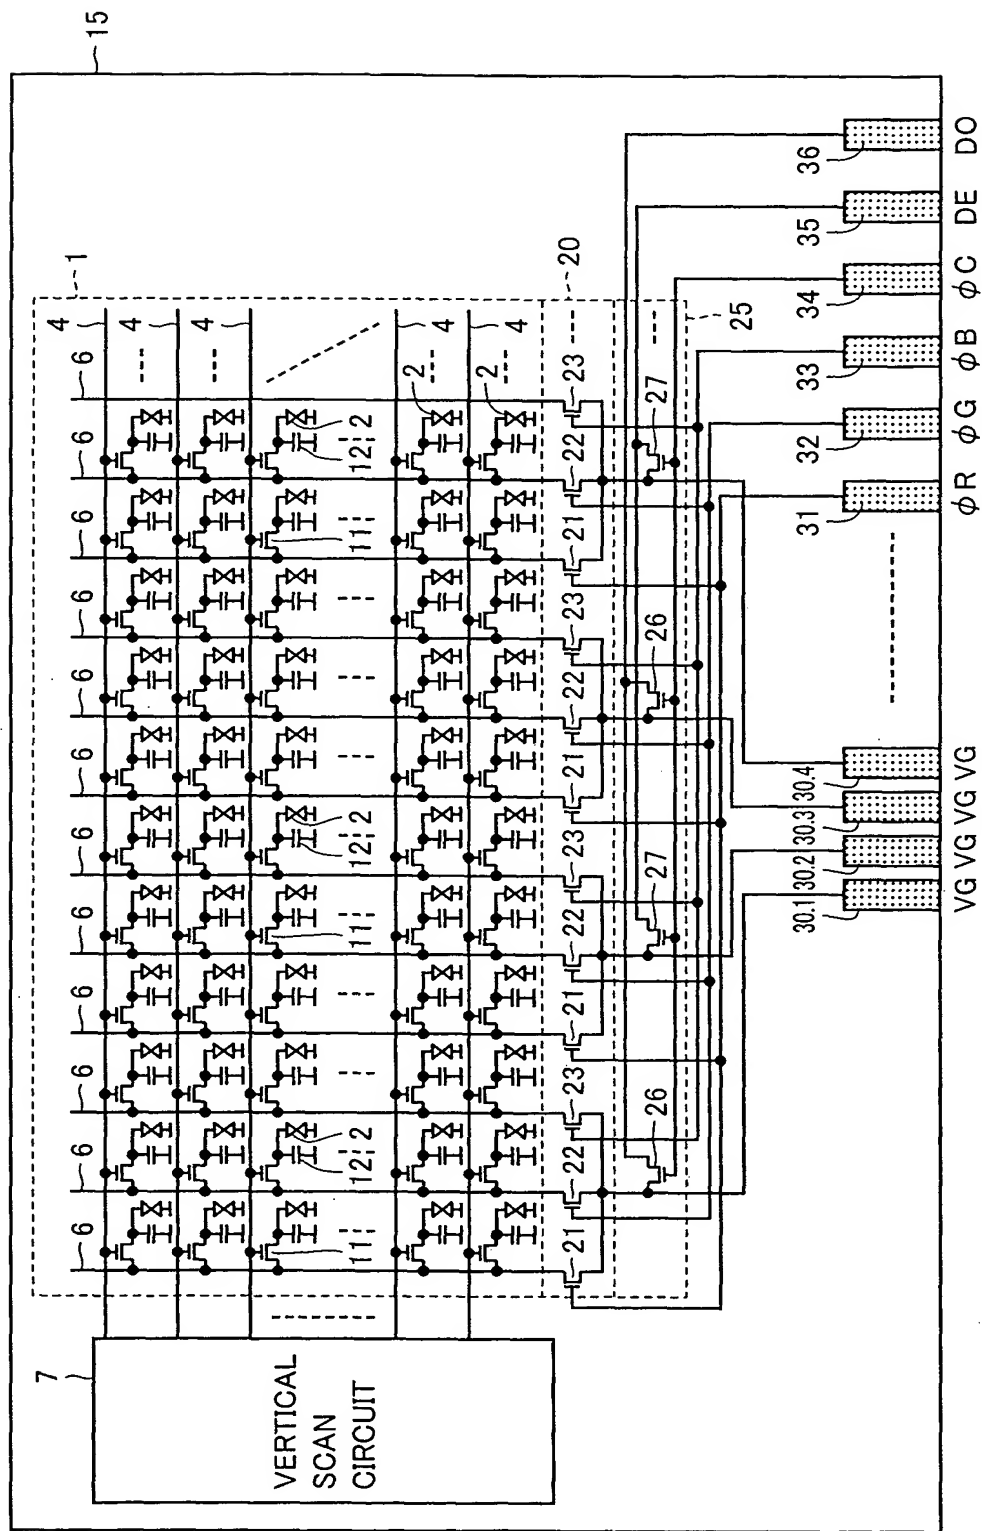 15
1
7
6 6 6 6 6 6 6 6 6 6 6 6
4
4
4
VERTICAL
SCAN
CIRCUIT
11 12 2 11 12 2 11 12 2
4
2
4
2
21 22 23 21 22 23 21 22 23 21 22 23 20
26 27 26 27
25
30.1 30.2 30.3 30.4 31 32 33 34 35 36
VG VG VG VG φR φG φB φC DE DO